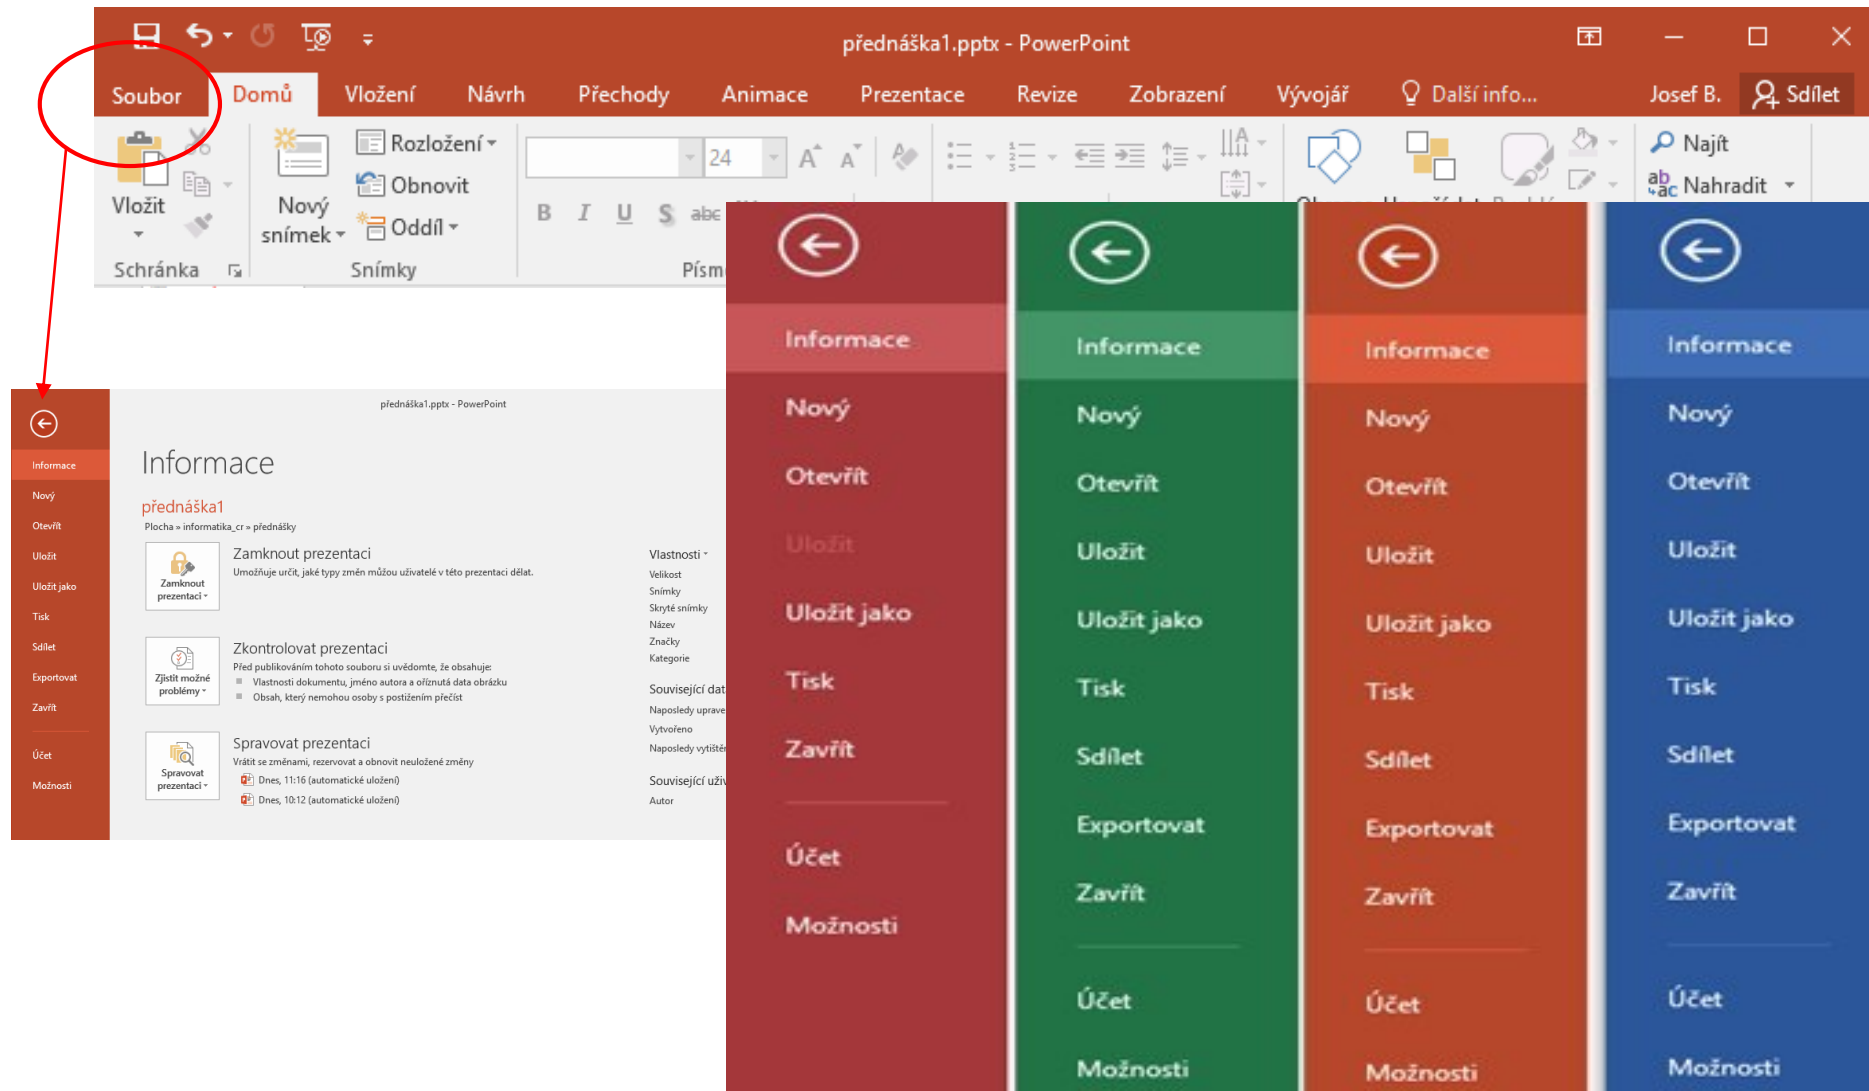 přednáška1.pptx - PowerPoint
Soubor Domů Vložení Návrh Přechody Animace Prezentace Revize Zobrazení Vývojář Další info... Josef B. Sdílet
Vložit
Nový
snímek
Rozložení
Obnovit
Oddíl
24
B I U S abc
Najít
Nahradit
Schránka Snímky
přednáška1.pptx - PowerPoint
Informace
Nový
Otevřít
Uložit
Uložit jako
Tisk
Sdílet
Exportovat
Zavřít
Účet
Možnosti
Informace
přednáška1
Plocha » informatika_cr » přednášky
Zamknout
prezentaci
Zamknout prezentaci
Umožňuje určit, jaké typy změn můžou uživatelé v této prezentaci dělat.
Zjistit možné
problémy
Zkontrolovat prezentaci
Před publikováním tohoto souboru si uvědomte, že obsahuje:
Vlastnosti dokumentu, jméno autora a oříznutá data obrázku
Obsah, který nemohou osoby s postižením přečíst
Spravovat
prezentaci
Spravovat prezentaci
Vrátit se změnami, rezervovat a obnovit neuložené změny
Dnes, 11:16 (automatické uložení)
Dnes, 10:12 (automatické uložení)
Vlastnosti
Velikost
Snímky
Skryté snímky
Název
Značky
Kategorie
Související
Naposledy
Vytvořeno
Naposledy
Související
Autor
Informace
Nový
Otevřít
Uložit
Uložit jako
Tisk
Zavřít
Účet
Možnosti
Informace
Nový
Otevřít
Uložit
Uložit jako
Tisk
Sdílet
Exportovat
Zavřít
Účet
Možnosti
Informace
Nový
Otevřít
Uložit
Uložit jako
Tisk
Sdílet
Exportovat
Zavřít
Účet
Možnosti
Informace
Nový
Otevřít
Uložit
Uložit jako
Tisk
Sdílet
Exportovat
Zavřít
Účet
Možnosti